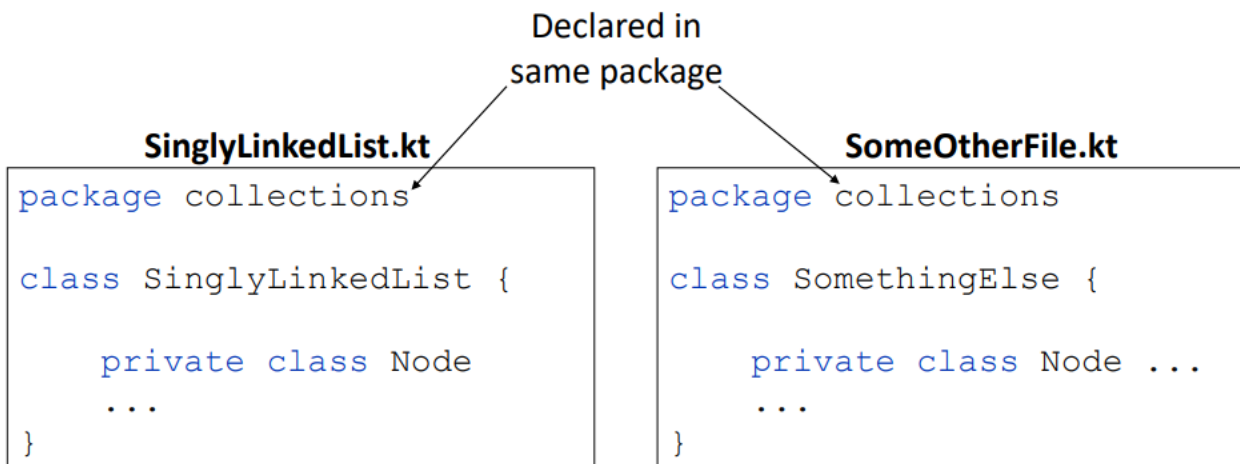 Declared in
same package
SinglyLinkedList.kt
package collections
class SinglyLinkedList {
private class Node
...
}
SomeOtherFile.kt
package collections
class SomethingElse {
private class Node ...
...
}